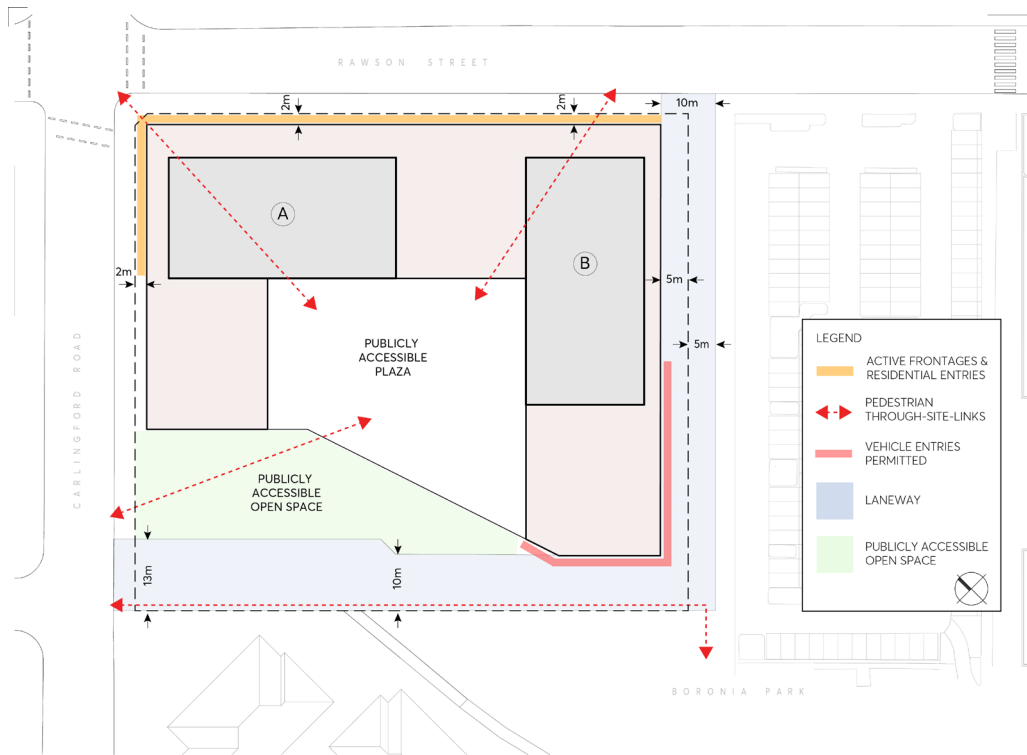 RAWSON STREET
2m
2m
10m
A
B
2m
5m
5m
PUBLICLY
ACCESSIBLE
PLAZA
CARLINGFORD ROAD
PUBLICLY
ACCESSIBLE
OPEN SPACE
13m
10m
BORONIA PARK
LEGEND
ACTIVE FRONTAGES &
RESIDENTIAL ENTRIES
PEDESTRIAN
THROUGH-SITE-LINKS
VEHICLE ENTRIES
PERMITTED
LANEWAY
PUBLICLY ACCESSIBLE
OPEN SPACE